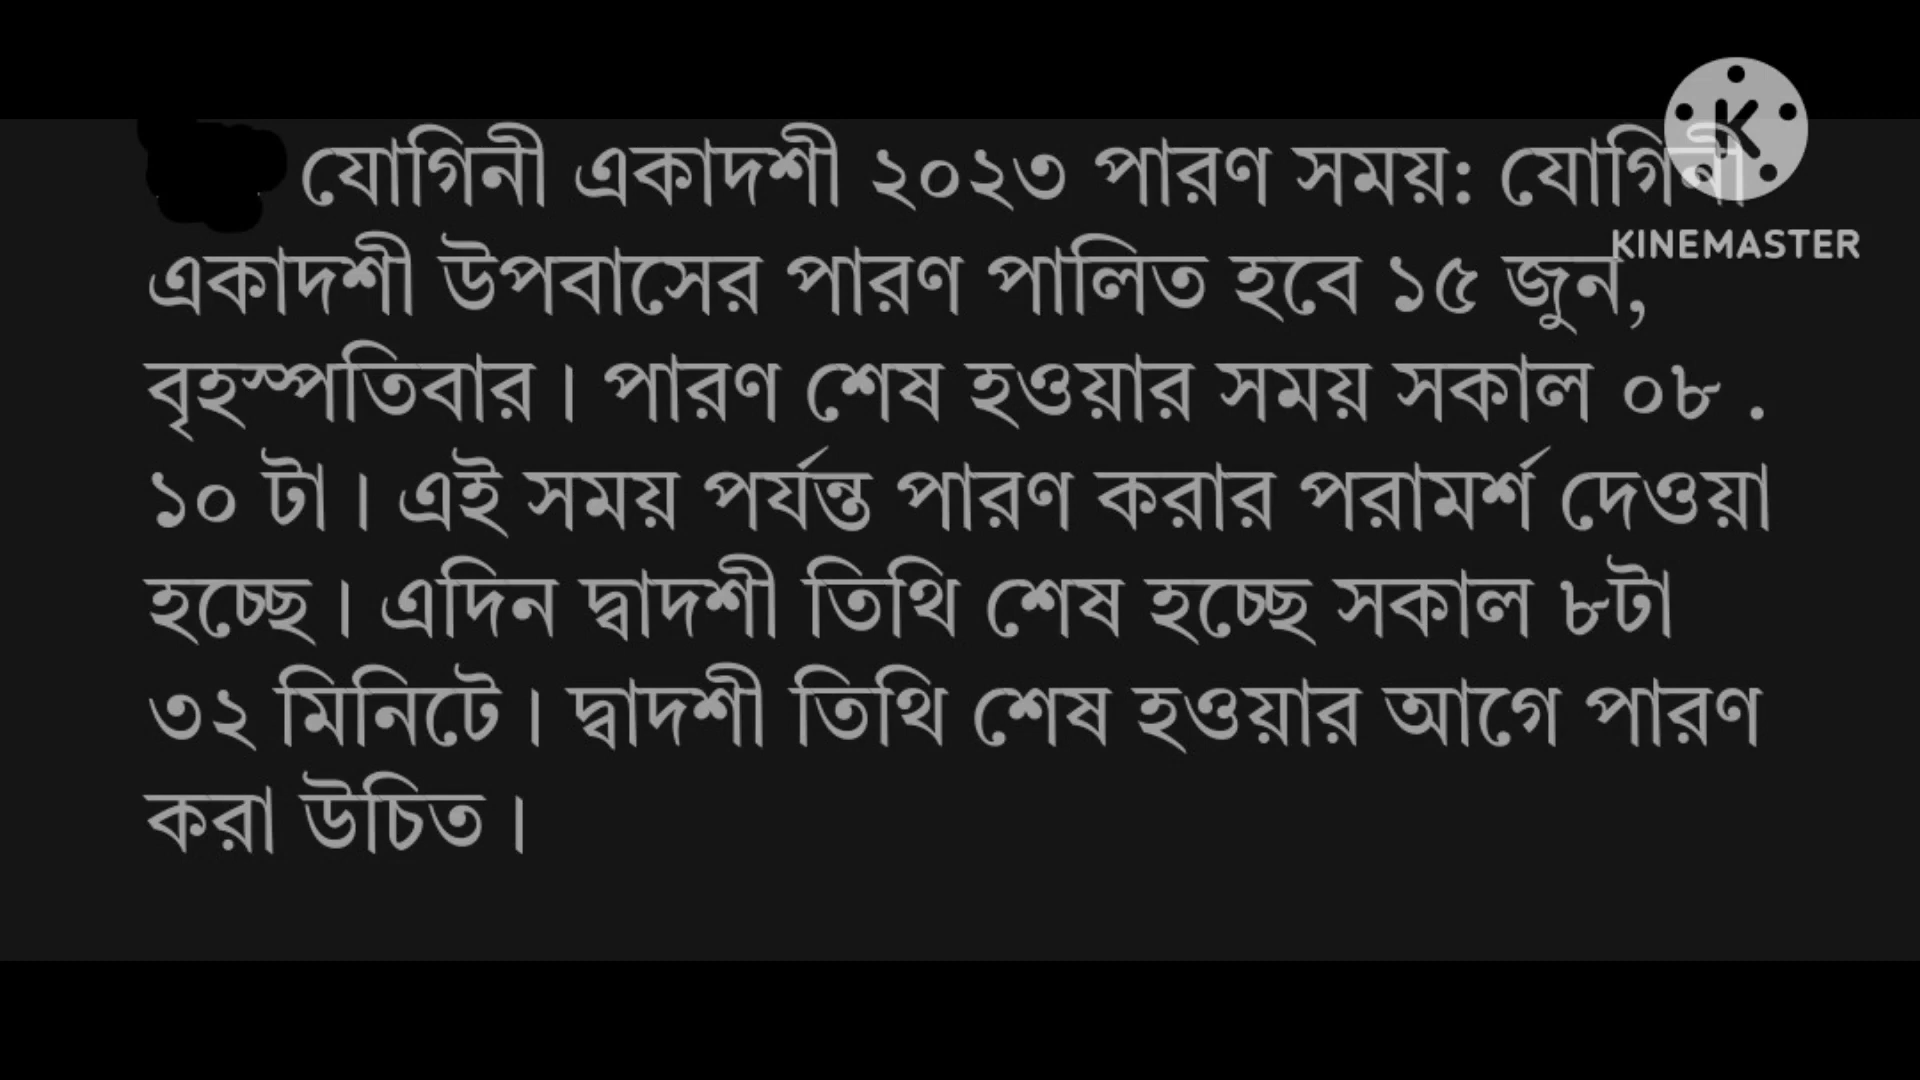 যোগিনী একাদশী ২০২৩ পারণ সময়: যোগিনী
একাদশী উপবাসের পারণ পালিত হবে ১৫ জুন,
বৃহস্পতিবার। পারণ শেষ হওয়ার সময় সকাল ০৮ .
১০ টা। এই সময় পর্যন্ত পারণ করার পরামর্শ দেওয়া
হচ্ছে। এদিন দ্বাদশী তিথি শেষ হচ্ছে সকাল ৮টা
৩২ মিনিটে। দ্বাদশী তিথি শেষ হওয়ার আগে পারণ
করা উচিত।
K
KINEMASTER